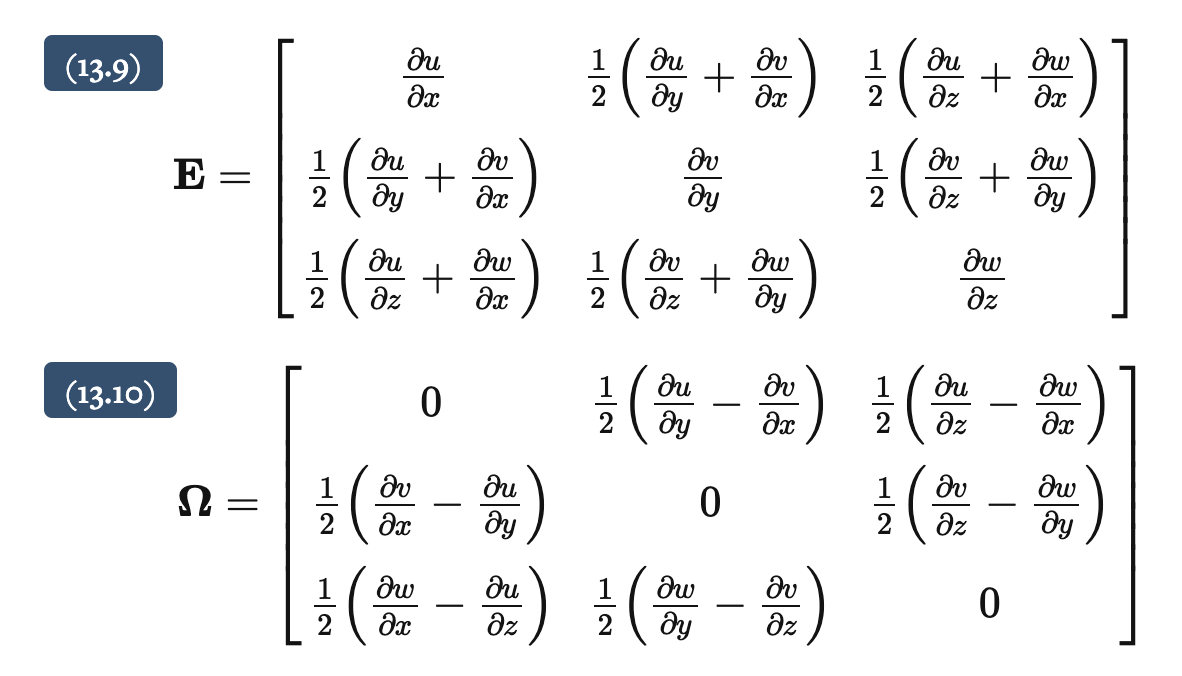 (13.9)
E = [ ∂u/∂x 1/2(∂u/∂y + ∂v/∂x) 1/2(∂u/∂z + ∂w/∂x)
1/2(∂u/∂y + ∂v/∂x) ∂v/∂y 1/2(∂v/∂z + ∂w/∂y)
1/2(∂u/∂z + ∂w/∂x) 1/2(∂v/∂z + ∂w/∂y) ∂w/∂z ]
(13.10)
Ω = [ 0 1/2(∂u/∂y − ∂v/∂x) 1/2(∂u/∂z − ∂w/∂x)
1/2(∂v/∂x − ∂u/∂y) 0 1/2(∂v/∂z − ∂w/∂y)
1/2(∂w/∂x − ∂u/∂z) 1/2(∂w/∂y − ∂v/∂z) 0 ]